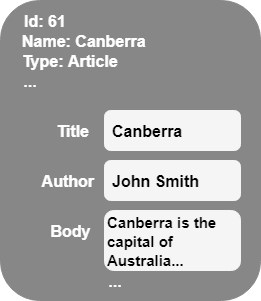 Id: 61
Name: Canberra
Type: Article
...
Title Canberra
Author John Smith
Body Canberra is the
capital of
Australia...
...